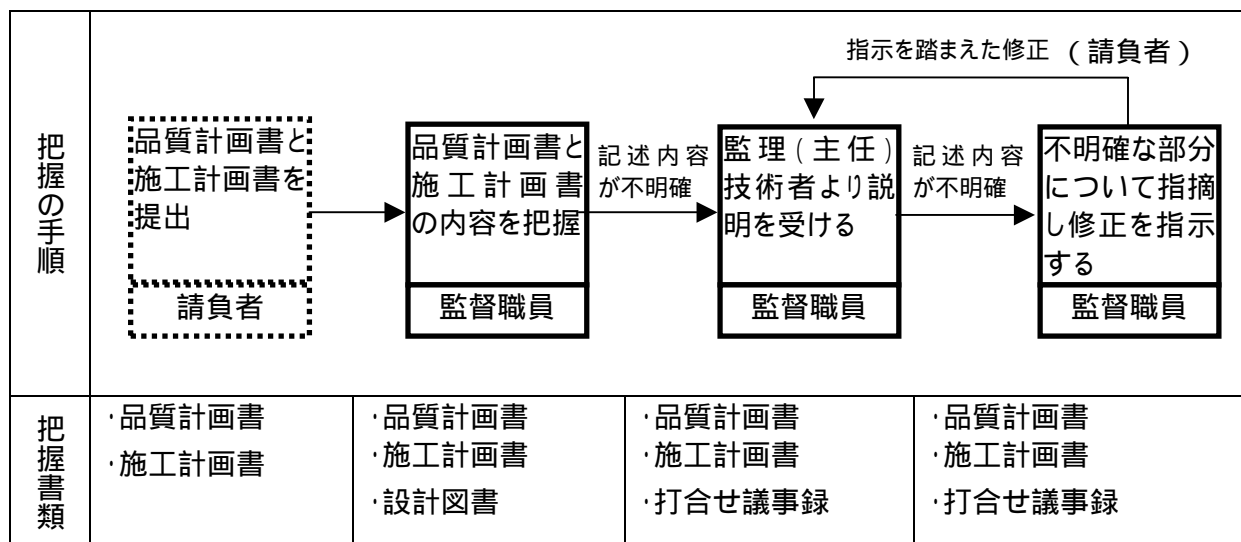 把握の手順
指示を踏まえた修正（請負者）
品質計画書と
施工計画書を
提出
請負者
品質計画書と
施工計画書
の内容を把握
監督職員
記述内容
が不明確
監理(主任)
技術者より説
明を受ける
監督職員
記述内容
が不明確
不明確な部分
について指摘
し修正を指示
する
監督職員
把握書類
・品質計画書
・施工計画書
・品質計画書
・施工計画書
・設計図書
・品質計画書
・施工計画書
・打合せ議事録
・品質計画書
・施工計画書
・打合せ議事録